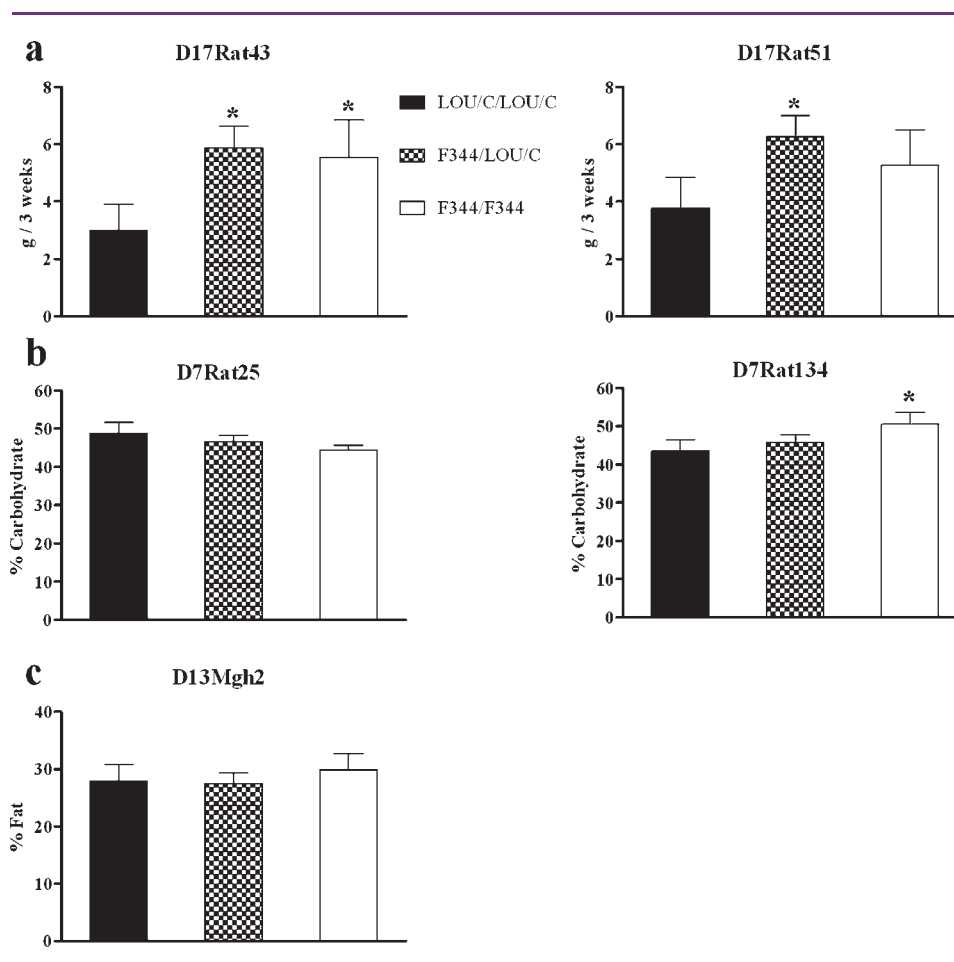 a
D17Rat43
D17Rat51
g / 3 weeks
8
6
4
2
0
*
*
LOU/C/LOU/C
F344/LOU/C
F344/F344
g / 3 weeks
8
6
4
2
0
*
b
D7Rat25
D7Rat134
% Carbohydrate
60
50
40
30
20
10
0
% Carbohydrate
60
50
40
30
20
10
0
*
c
D13Mgh2
% Fat
40
30
20
10
0